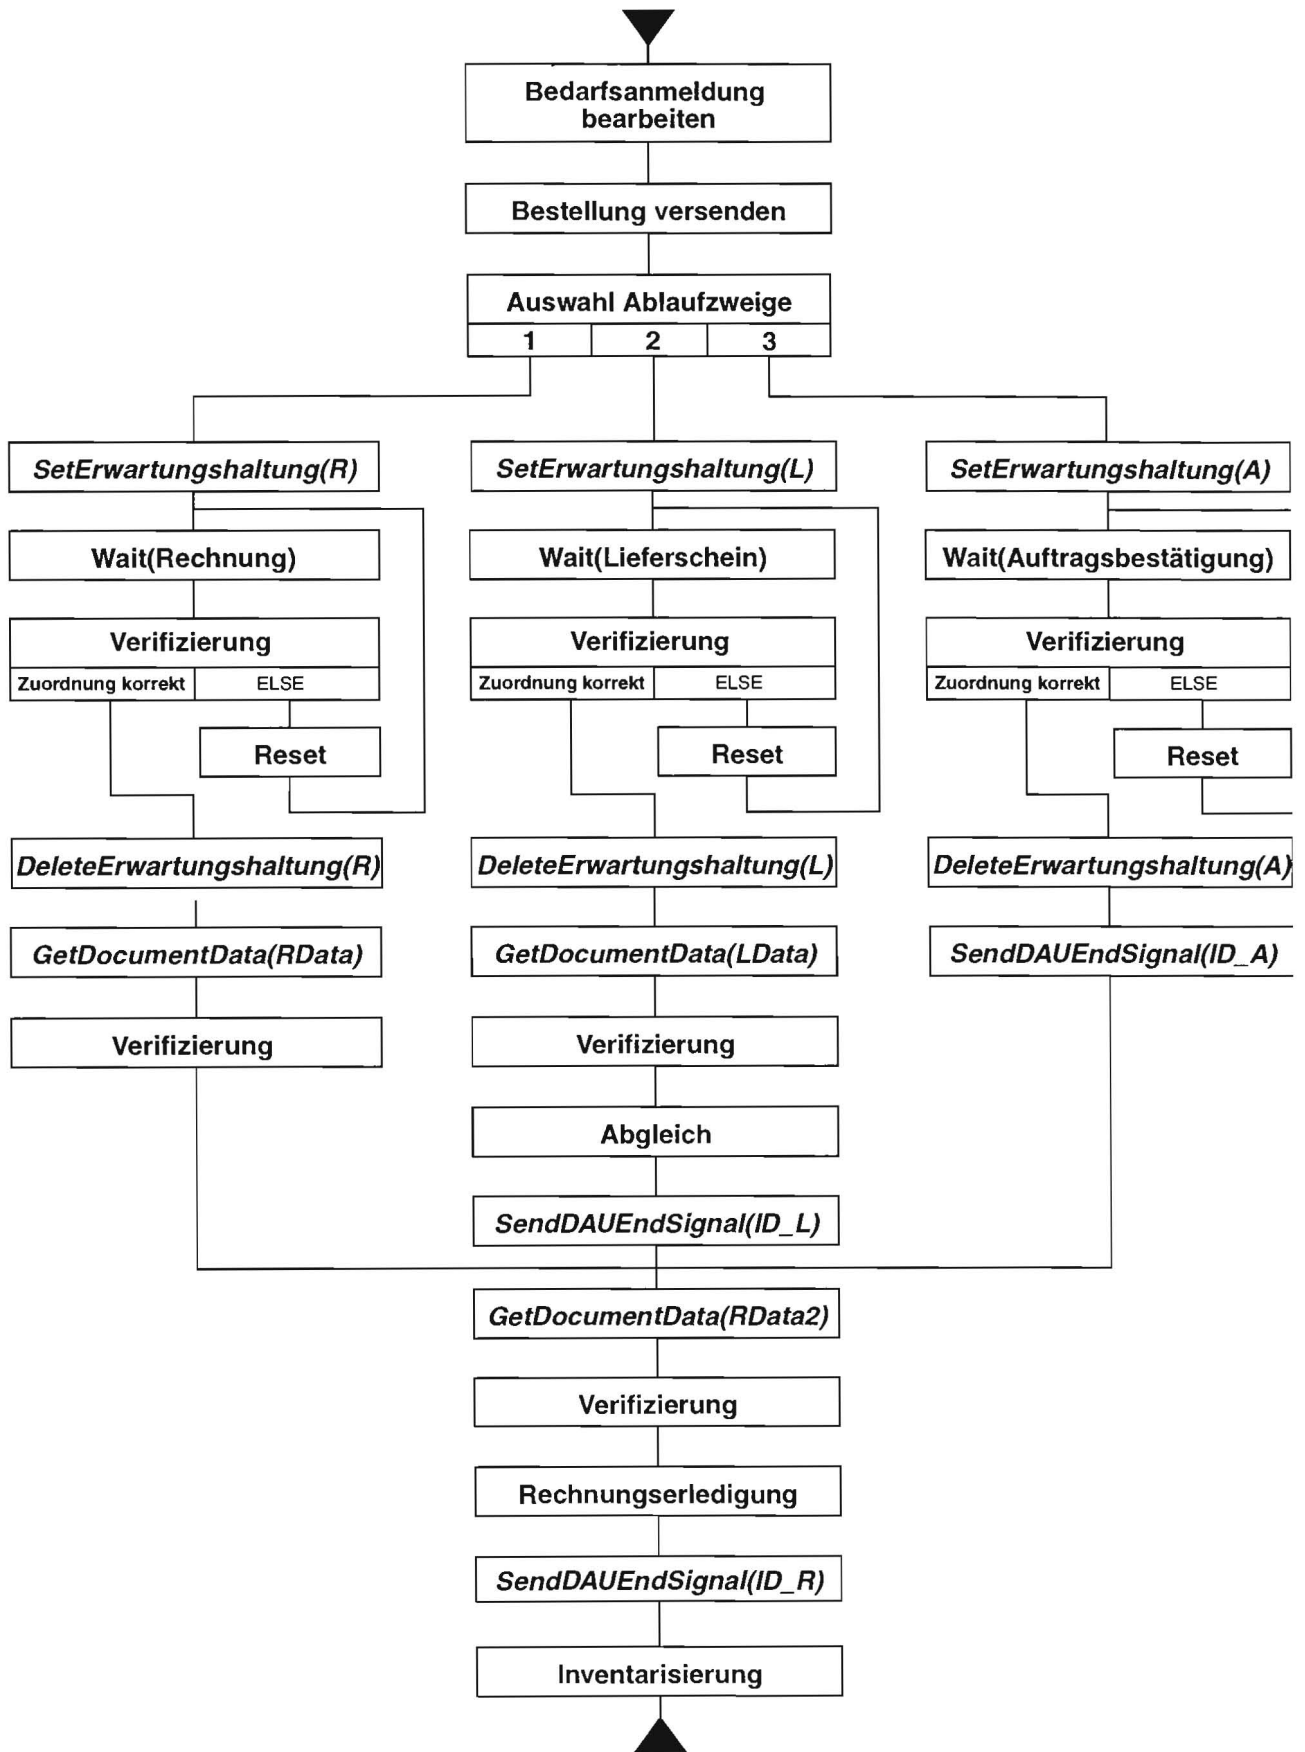 Bedarfsanmeldung
bearbeiten
Bestellung versenden
Auswahl Ablaufzweige
1 2 3
SetErwartungshaltung(R) SetErwartungshaltung(L) SetErwartungshaltung(A)
Wait(Rechnung) Wait(Lieferschein) Wait(Auftragsbestätigung)
Verifizierung Verifizierung Verifizierung
Zuordnung korrekt ELSE Zuordnung korrekt ELSE Zuordnung korrekt ELSE
Reset Reset Reset
DeleteErwartungshaltung(R) DeleteErwartungshaltung(L) DeleteErwartungshaltung(A)
GetDocumentData(RData) GetDocumentData(LData) SendDAUEndSignal(ID_A)
Verifizierung Verifizierung
Abgleich
SendDAUEndSignal(ID_L)
GetDocumentData(RData2)
Verifizierung
Rechnungserledigung
SendDAUEndSignal(ID_R)
Inventarisierung